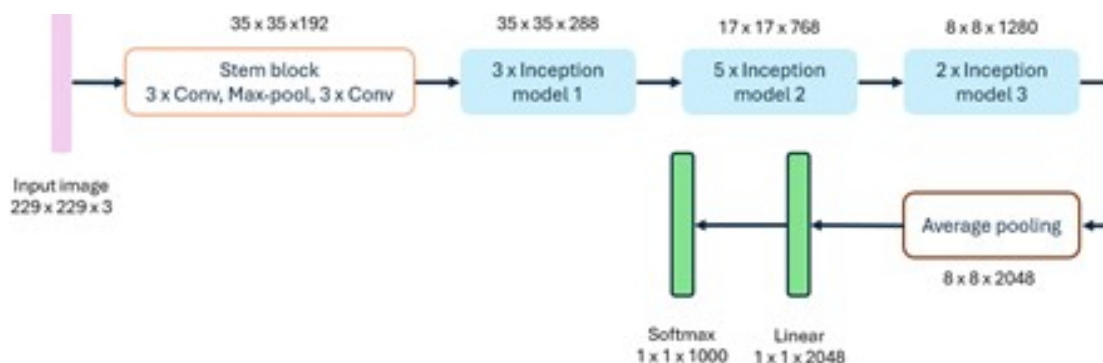 35 x 35 x192
35 x 35 x 288
17 x 17 x 768
8 x 8 x 1280
Stem block
3 x Conv, Max-pool, 3 x Conv
3 x Inception
model 1
5 x Inception
model 2
2 x Inception
model 3
Input image
229 x 229 x 3
Average pooling
8 x 8 x 2048
Softmax
1 x 1 x 1000
Linear
1 x 1 x 2048